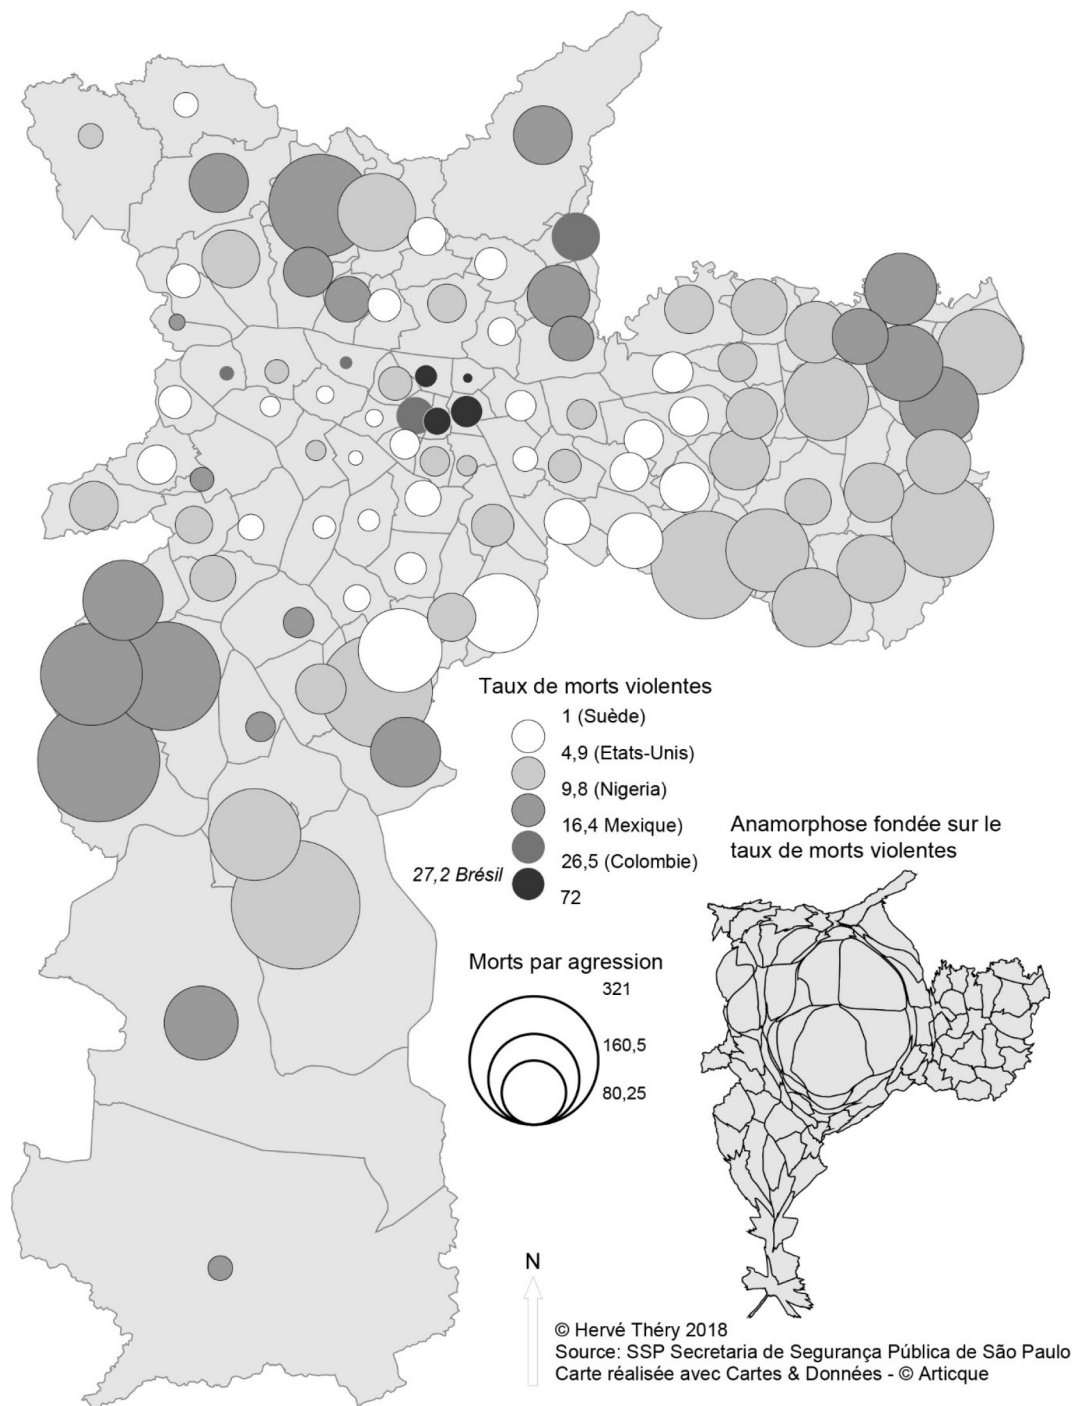 Taux de morts violentes
1 (Suède)
4,9 (Etats-Unis)
9,8 (Nigeria)
16,4 Mexique)
26,5 (Colombie)
27,2 Brésil
72
Anamorphose fondée sur le
taux de morts violentes
Morts par agression
321
160,5
80,25
N
© Hervé Théry 2018
Source: SSP Secretaria de Segurança Pública de São Paulo
Carte réalisée avec Cartes & Données - © Articque